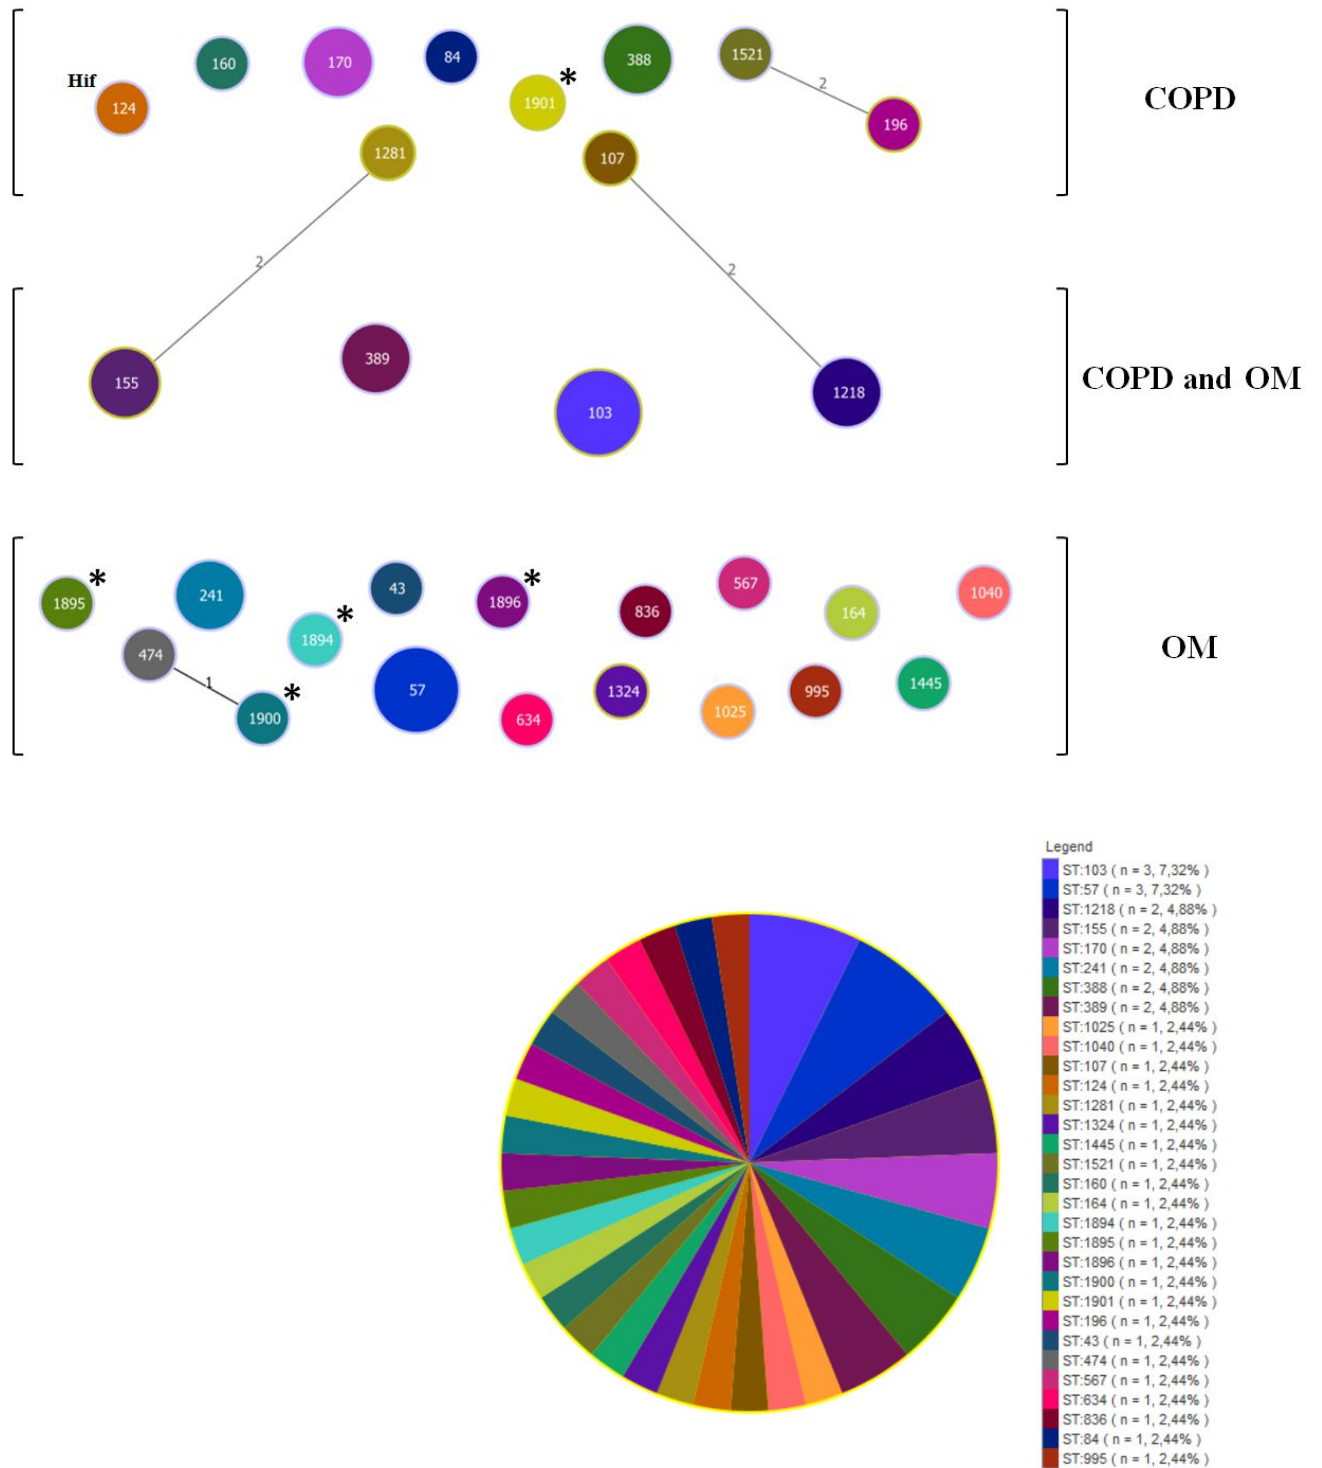 Hif
124
160
170
84
1901 *
388
1521
2
196
1281
107
COPD
2
2
155
389
103
1218
COPD and OM
1895 *
241
43
1896 *
836
567
164
1040
474
1894 *
1
1900 *
57
634
1324
1025
995
1445
OM
Legend
ST:103 ( n = 3, 7,32% )
ST:57 ( n = 3, 7,32% )
ST:1218 ( n = 2, 4,88% )
ST:155 ( n = 2, 4,88% )
ST:170 ( n = 2, 4,88% )
ST:241 ( n = 2, 4,88% )
ST:388 ( n = 2, 4,88% )
ST:389 ( n = 2, 4,88% )
ST:1025 ( n = 1, 2,44% )
ST:1040 ( n = 1, 2,44% )
ST:107 ( n = 1, 2,44% )
ST:124 ( n = 1, 2,44% )
ST:1281 ( n = 1, 2,44% )
ST:1324 ( n = 1, 2,44% )
ST:1445 ( n = 1, 2,44% )
ST:1521 ( n = 1, 2,44% )
ST:160 ( n = 1, 2,44% )
ST:164 ( n = 1, 2,44% )
ST:1894 ( n = 1, 2,44% )
ST:1895 ( n = 1, 2,44% )
ST:1896 ( n = 1, 2,44% )
ST:1900 ( n = 1, 2,44% )
ST:1901 ( n = 1, 2,44% )
ST:196 ( n = 1, 2,44% )
ST:43 ( n = 1, 2,44% )
ST:474 ( n = 1, 2,44% )
ST:567 ( n = 1, 2,44% )
ST:634 ( n = 1, 2,44% )
ST:836 ( n = 1, 2,44% )
ST:84 ( n = 1, 2,44% )
ST:995 ( n = 1, 2,44% )